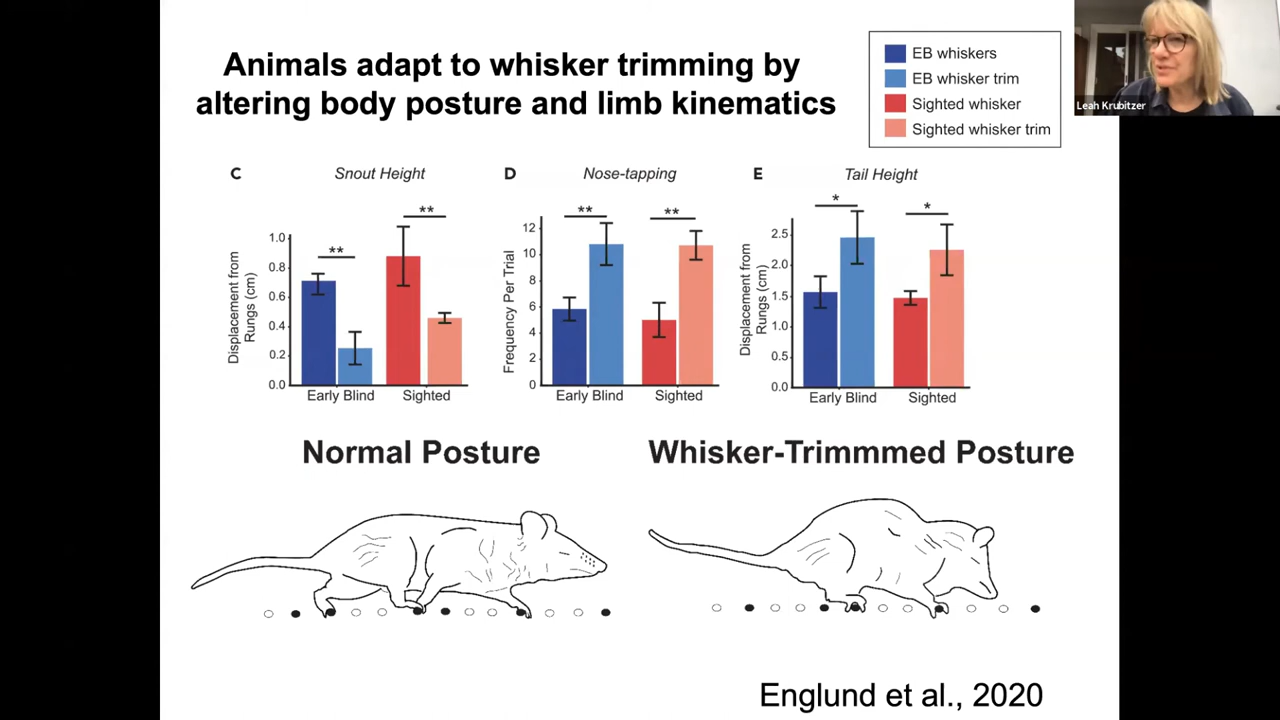 Animals adapt to whisker trimming by
altering body posture and limb kinematics
EB whiskers
EB whisker trim
Sighted whisker
Sighted whisker trim
Leah Krubitzer
C
Snout Height
**
**
1.0
0.8
0.6
0.4
0.2
0.0
Displacement from
Rungs (cm)
Early Blind
Sighted
D
Nose-tapping
**
**
12
10
8
6
4
2
0
Frequency Per Trial
Early Blind
Sighted
E
Tail Height
*
*
2.5
2.0
1.5
1.0
0.5
0.0
Displacement from
Rungs (cm)
Early Blind
Sighted
Normal Posture
Whisker-Trimmmed Posture
Englund et al., 2020